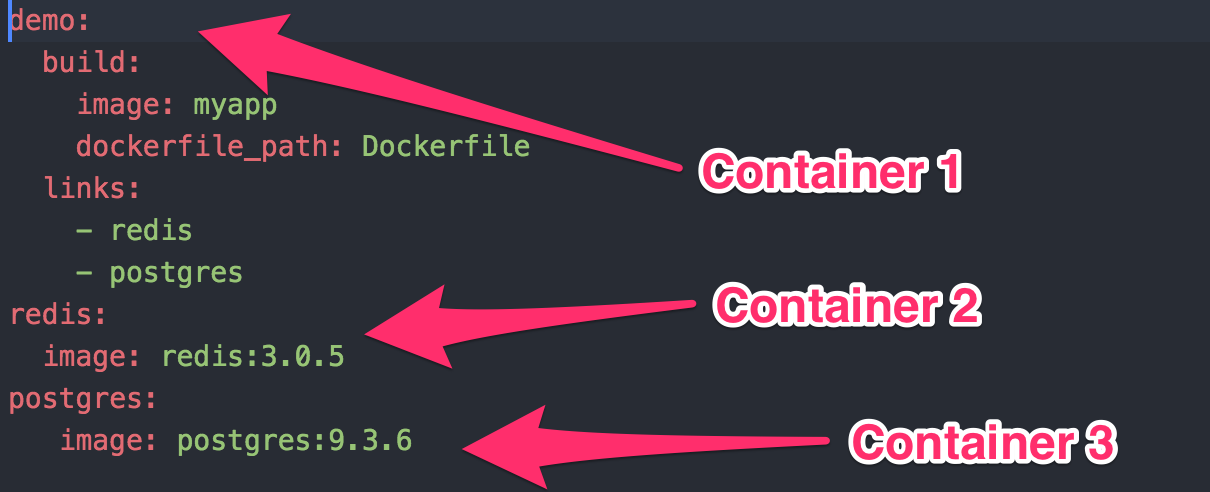 demo:
  build:
    image: myapp
    dockerfile_path: Dockerfile
Container 1
  links:
    - redis
    - postgres
redis:
Container 2
  image: redis:3.0.5
postgres:
   image: postgres:9.3.6
Container 3